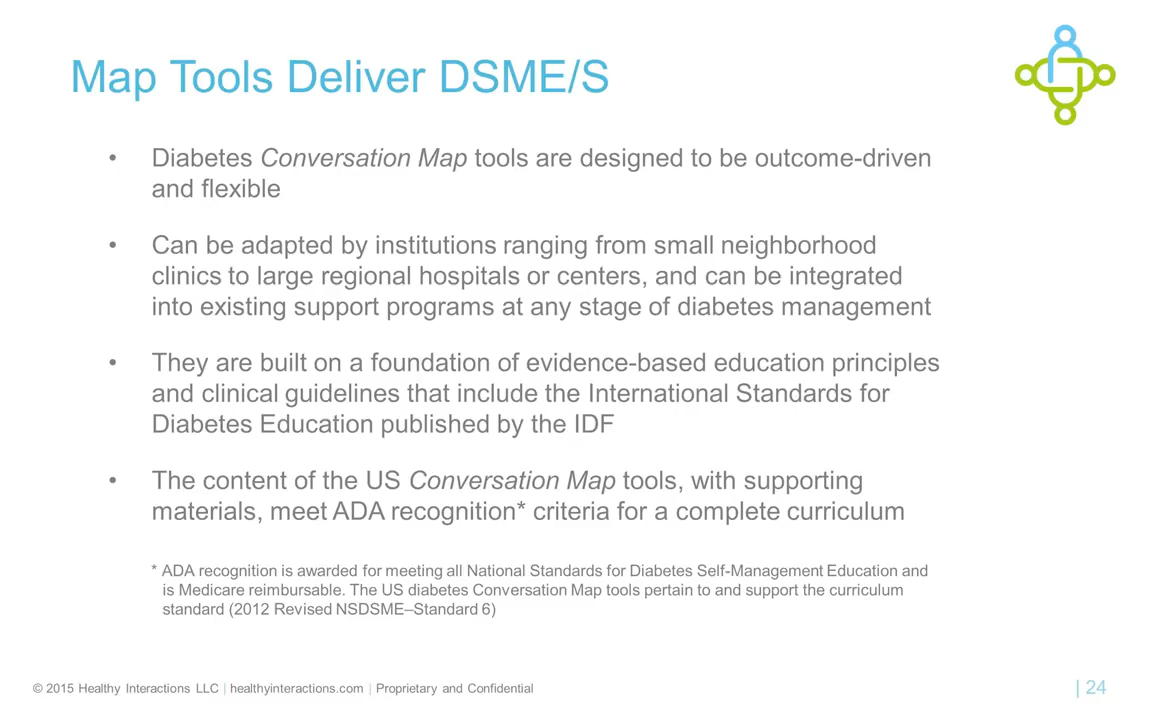 Map Tools Deliver DSME/S
• Diabetes Conversation Map tools are designed to be outcome-driven
and flexible
• Can be adapted by institutions ranging from small neighborhood
clinics to large regional hospitals or centers, and can be integrated
into existing support programs at any stage of diabetes management
• They are built on a foundation of evidence-based education principles
and clinical guidelines that include the International Standards for
Diabetes Education published by the IDF
• The content of the US Conversation Map tools, with supporting
materials, meet ADA recognition* criteria for a complete curriculum
* ADA recognition is awarded for meeting all National Standards for Diabetes Self-Management Education and
is Medicare reimbursable. The US diabetes Conversation Map tools pertain to and support the curriculum
standard (2012 Revised NSDSME–Standard 6)
© 2015 Healthy Interactions LLC | healthyinteractions.com | Proprietary and Confidential
| 24